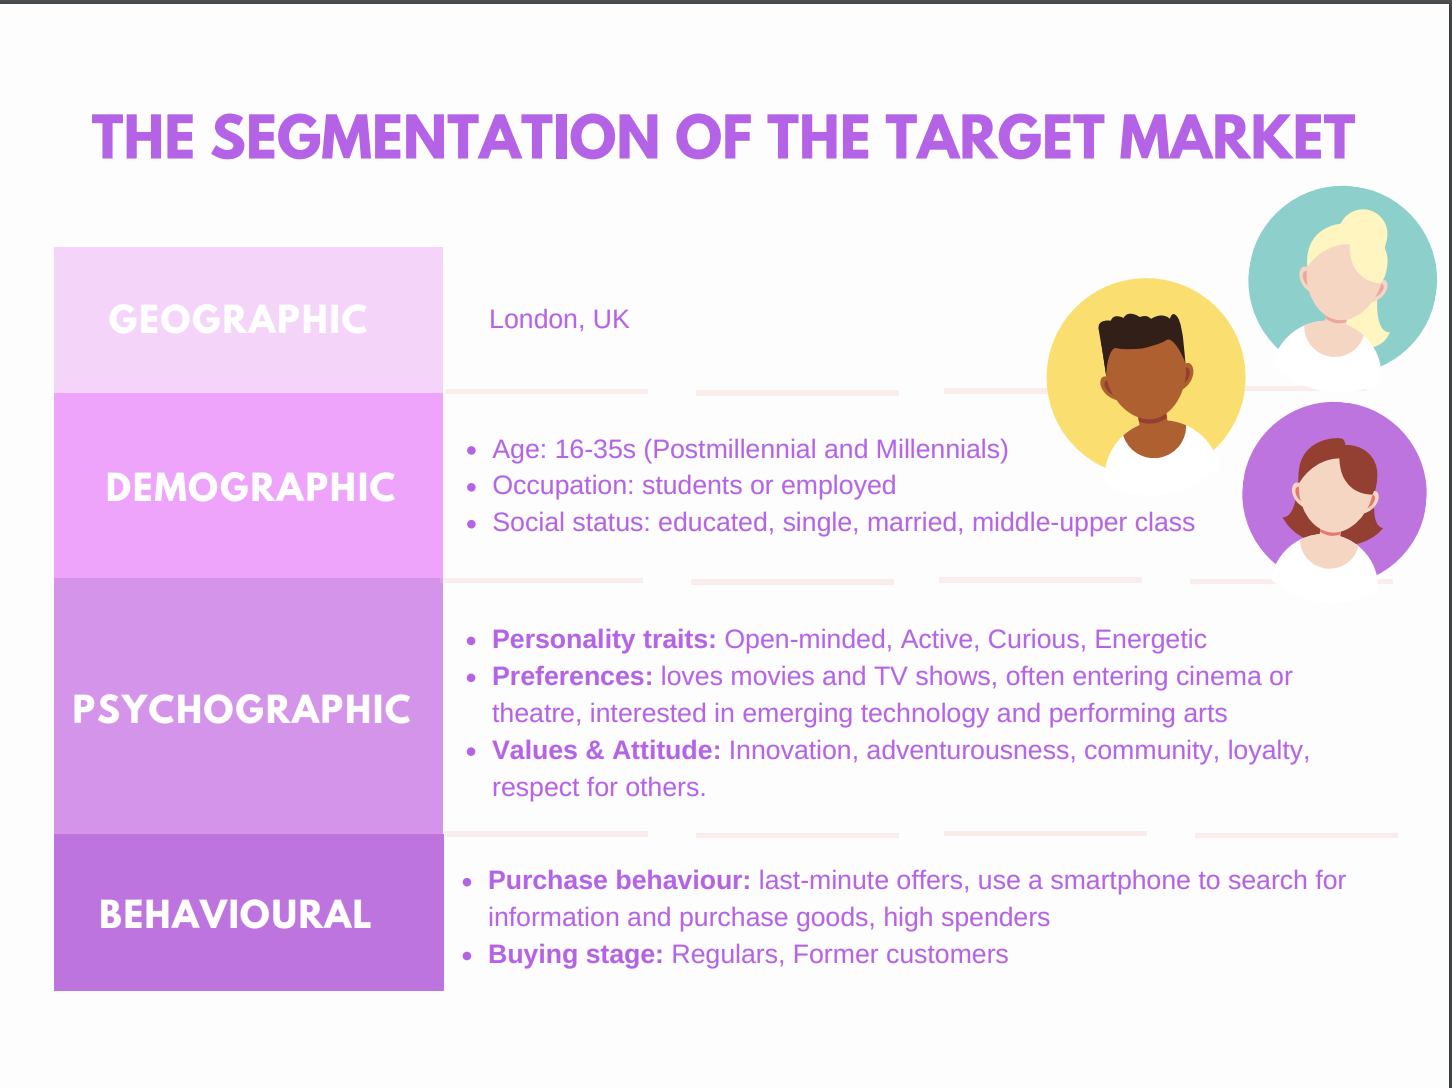 THE SEGMENTATION OF THE TARGET MARKET
GEOGRAPHIC
London, UK
DEMOGRAPHIC
• Age: 16-35s (Postmillennial and Millennials)
• Occupation: students or employed
• Social status: educated, single, married, middle-upper class
PSYCHOGRAPHIC
• Personality traits: Open-minded, Active, Curious, Energetic
• Preferences: loves movies and TV shows, often entering cinema or
theatre, interested in emerging technology and performing arts
• Values & Attitude: Innovation, adventurousness, community, loyalty,
respect for others.
BEHAVIOURAL
• Purchase behaviour: last-minute offers, use a smartphone to search for
information and purchase goods, high spenders
• Buying stage: Regulars, Former customers